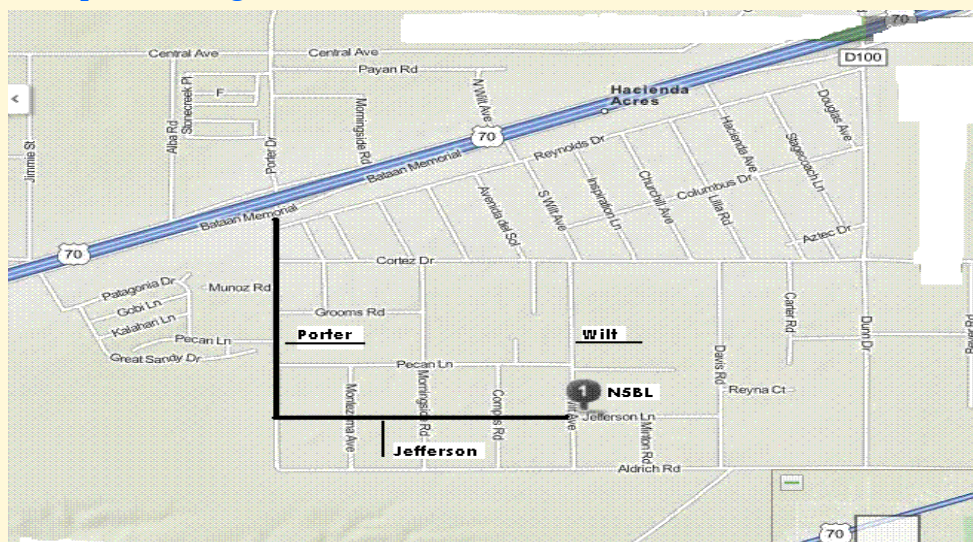 70
D100
Central Ave
Central Ave
Payan Rd
N Wilt Ave
Hacienda
Acres
Jimmie St
Alba Rd
Stonecreek Pl
F
Porter Dr
Morningside Rd
70
Bataan Memorial
Reynolds Dr
Hacienda Ave
Stagecoach Ln
Douglas Ave
Bataan Memorial
Avenida del Sol
S Wilt Ave
Inspiration Ln
Churchill Ave
Lilla Rd
Columbus Dr
Aztec Dr
70
Cortez Dr
Patagonia Dr
Munoz Rd
Gobi Ln
Kalahari Ln
Grooms Rd
Carter Rd
Dunn Dr
Pecan Ln
Great Sandy Dr
Porter
Wilt
Pecan Ln
Davis Rd
Reyna Ct
1
N5BL
Montezuma Ave
Morningside Rd
Compas Rd
Wilt Ave
Jefferson Ln
Minton Rd
Jefferson
Aldrich Rd
70